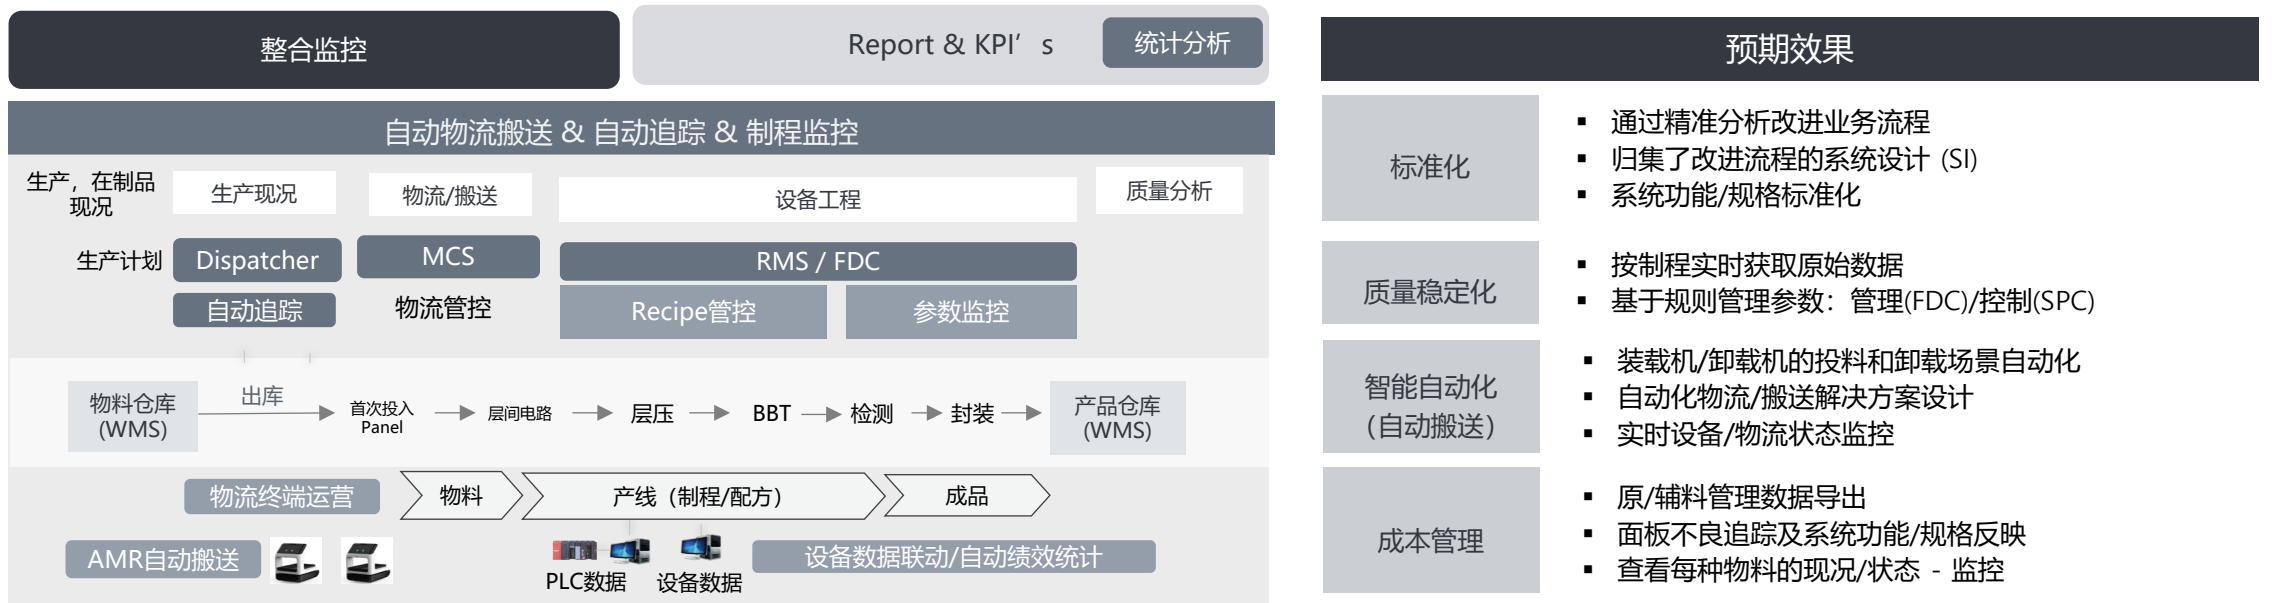 整合监控
Report & KPI’ s
统计分析
自动物流搬送 & 自动追踪 & 制程监控
生产，在制品
现况
生产现况
物流/搬送
设备工程
质量分析
生产计划
Dispatcher
MCS
RMS / FDC
自动追踪
物流管控
Recipe管控
参数监控
物料仓库
(WMS)
出库
首次投入
Panel
层间电路
层压
BBT
检测
封装
产品仓库
(WMS)
物流终端运营
物料
产线（制程/配方）
成品
AMR自动搬送
PLC数据
设备数据
设备数据联动/自动绩效统计
预期效果
标准化
▪ 通过精准分析改进业务流程
▪ 归集了改进流程的系统设计 (SI)
▪ 系统功能/规格标准化
质量稳定化
▪ 按制程实时获取原始数据
▪ 基于规则管理参数：管理(FDC)/控制(SPC)
智能自动化
（自动搬送）
▪ 装载机/卸载机的投料和卸载场景自动化
▪ 自动化物流/搬送解决方案设计
▪ 实时设备/物流状态监控
成本管理
▪ 原/辅料管理数据导出
▪ 面板不良追踪及系统功能/规格反映
▪ 查看每种物料的现况/状态 - 监控